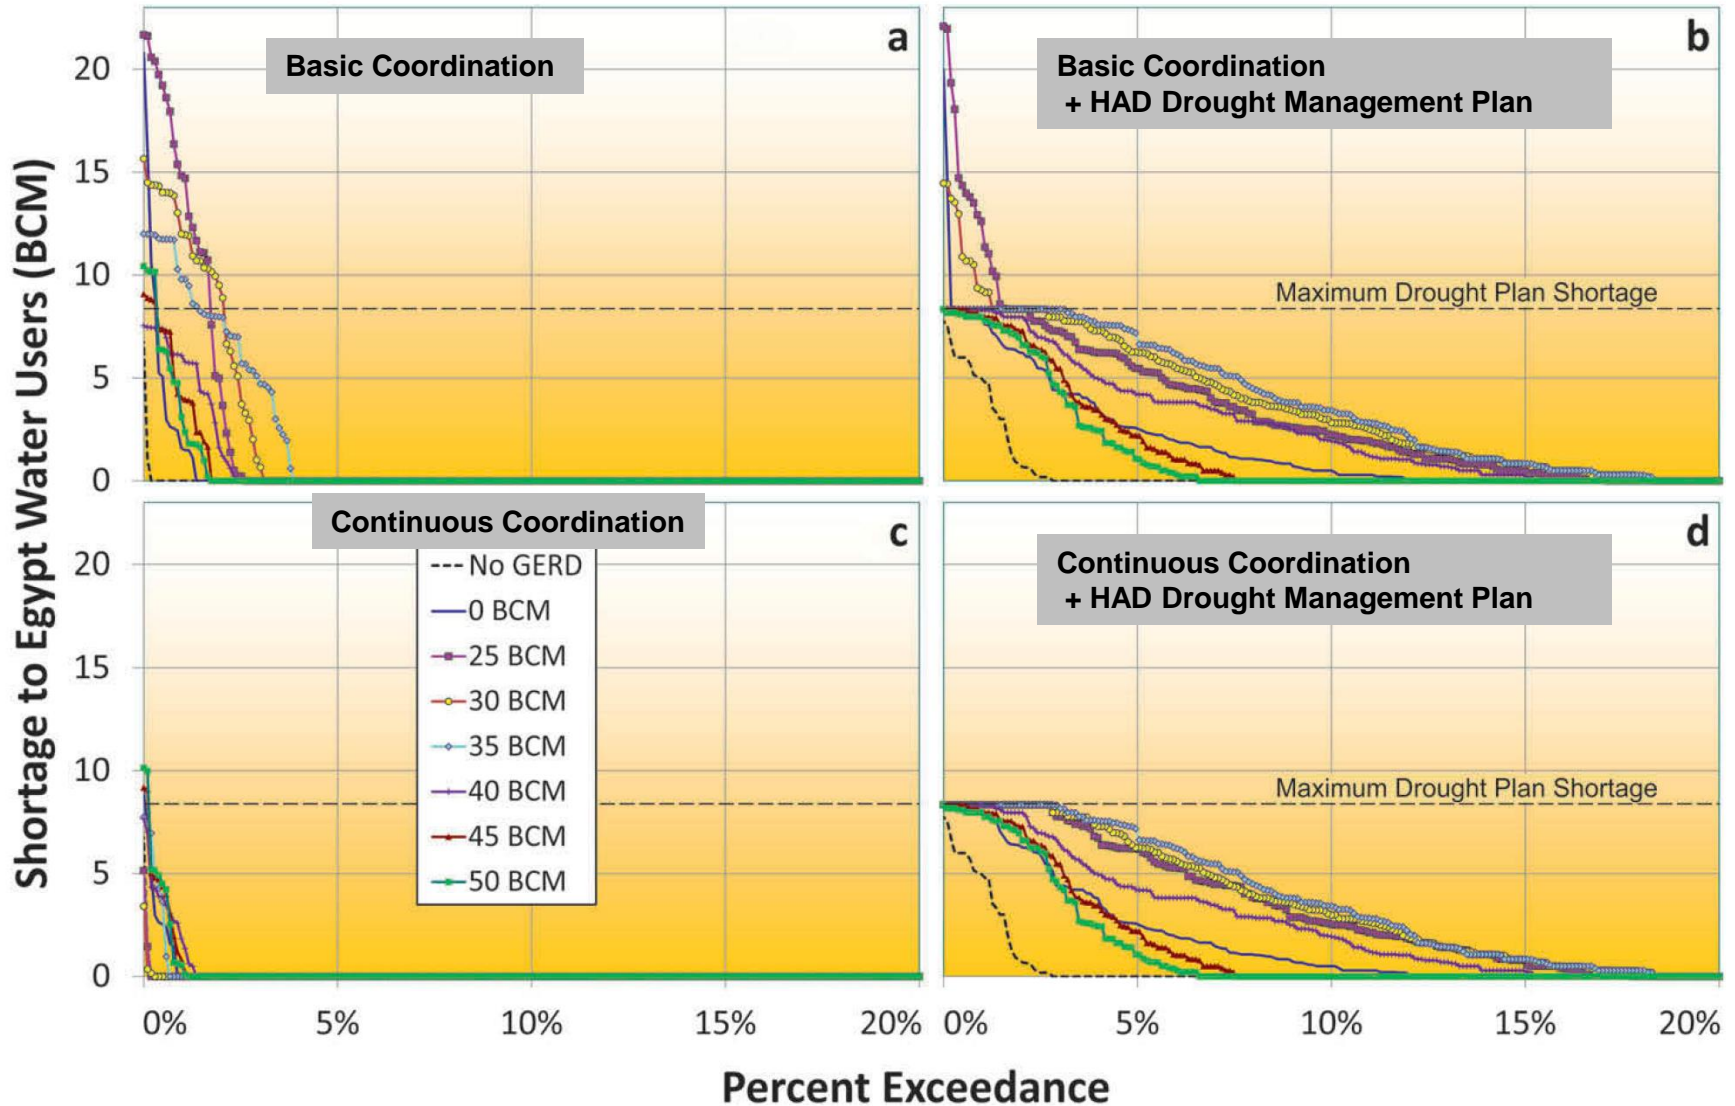 Shortage to Egypt Water Users (BCM)
20
15
10
5
0
a
Basic Coordination
b
Basic Coordination
+ HAD Drought Management Plan
Maximum Drought Plan Shortage
20
15
10
5
0
c
Continuous Coordination
No GERD
0 BCM
25 BCM
30 BCM
35 BCM
40 BCM
45 BCM
50 BCM
d
Continuous Coordination
+ HAD Drought Management Plan
Maximum Drought Plan Shortage
0% 5% 10% 15% 20%
0% 5% 10% 15% 20%
Percent Exceedance